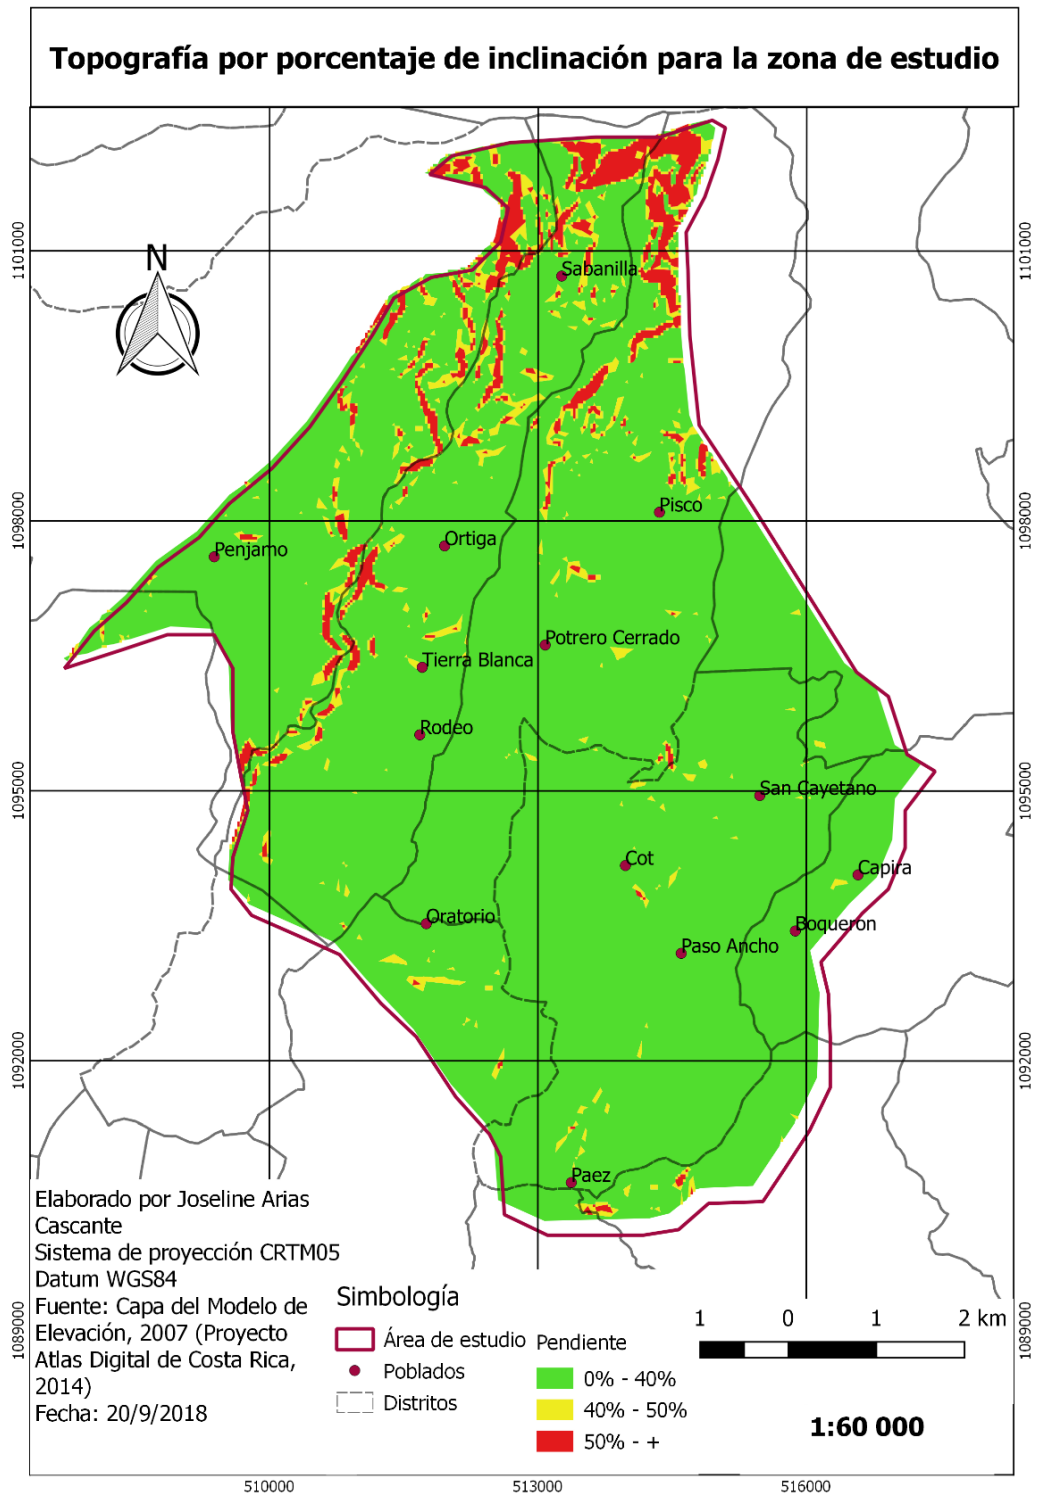 Topografía por porcentaje de inclinación para la zona de estudio
N
1101000
1101000
Sabanilla
Pisco
1098000
1098000
Ortiga
Penjamo
Potrero Cerrado
Tierra Blanca
Rodeo
1095000
1095000
San Cayetano
Cot
Capira
Oratorio
Boqueron
Paso Ancho
1092000
1092000
Paez
Elaborado por Joseline Arias
Cascante
Sistema de proyección CRTM05
Datum WGS84
Fuente: Capa del Modelo de
Elevación, 2007 (Proyecto
Atlas Digital de Costa Rica,
2014)
Fecha: 20/9/2018
1089000
1089000
Simbología
Área de estudio
Poblados
Distritos
Pendiente
0% - 40%
40% - 50%
50% - +
1 0 1 2 km
1:60 000
510000 513000 516000